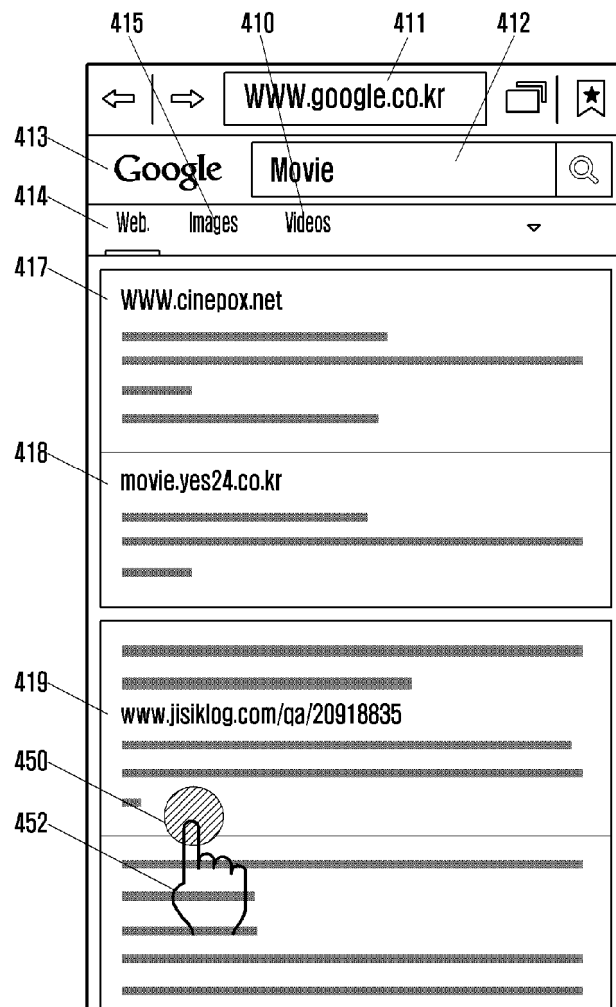 415 410 411 412
WWW.google.co.kr
413 Google Movie
414 Web. Images Videos
417 WWW.cinepox.net
418 movie.yes24.co.kr
419 www.jisiklog.com/qa/20918835
450
452